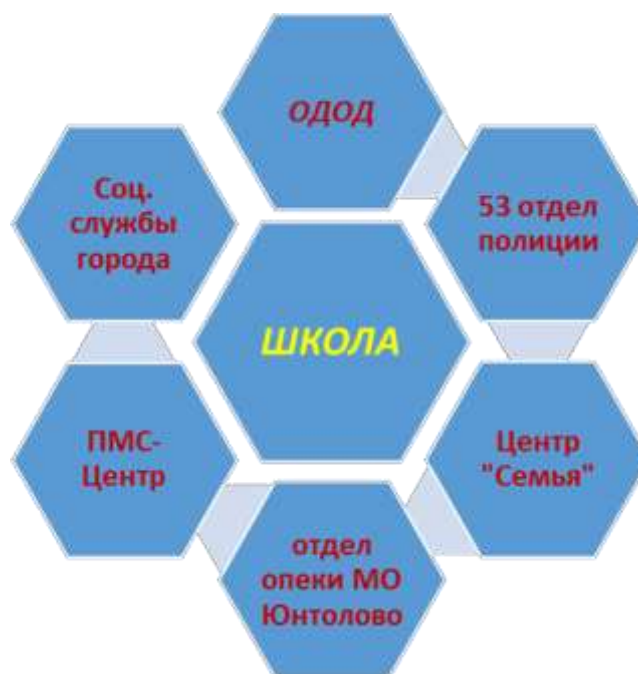 ОДОД
Соц.
службы
города
53 отдел
полиции
ШКОЛА
ПМС-
Центр
Центр
"Семья"
отдел
опеки МО
Юнтолово